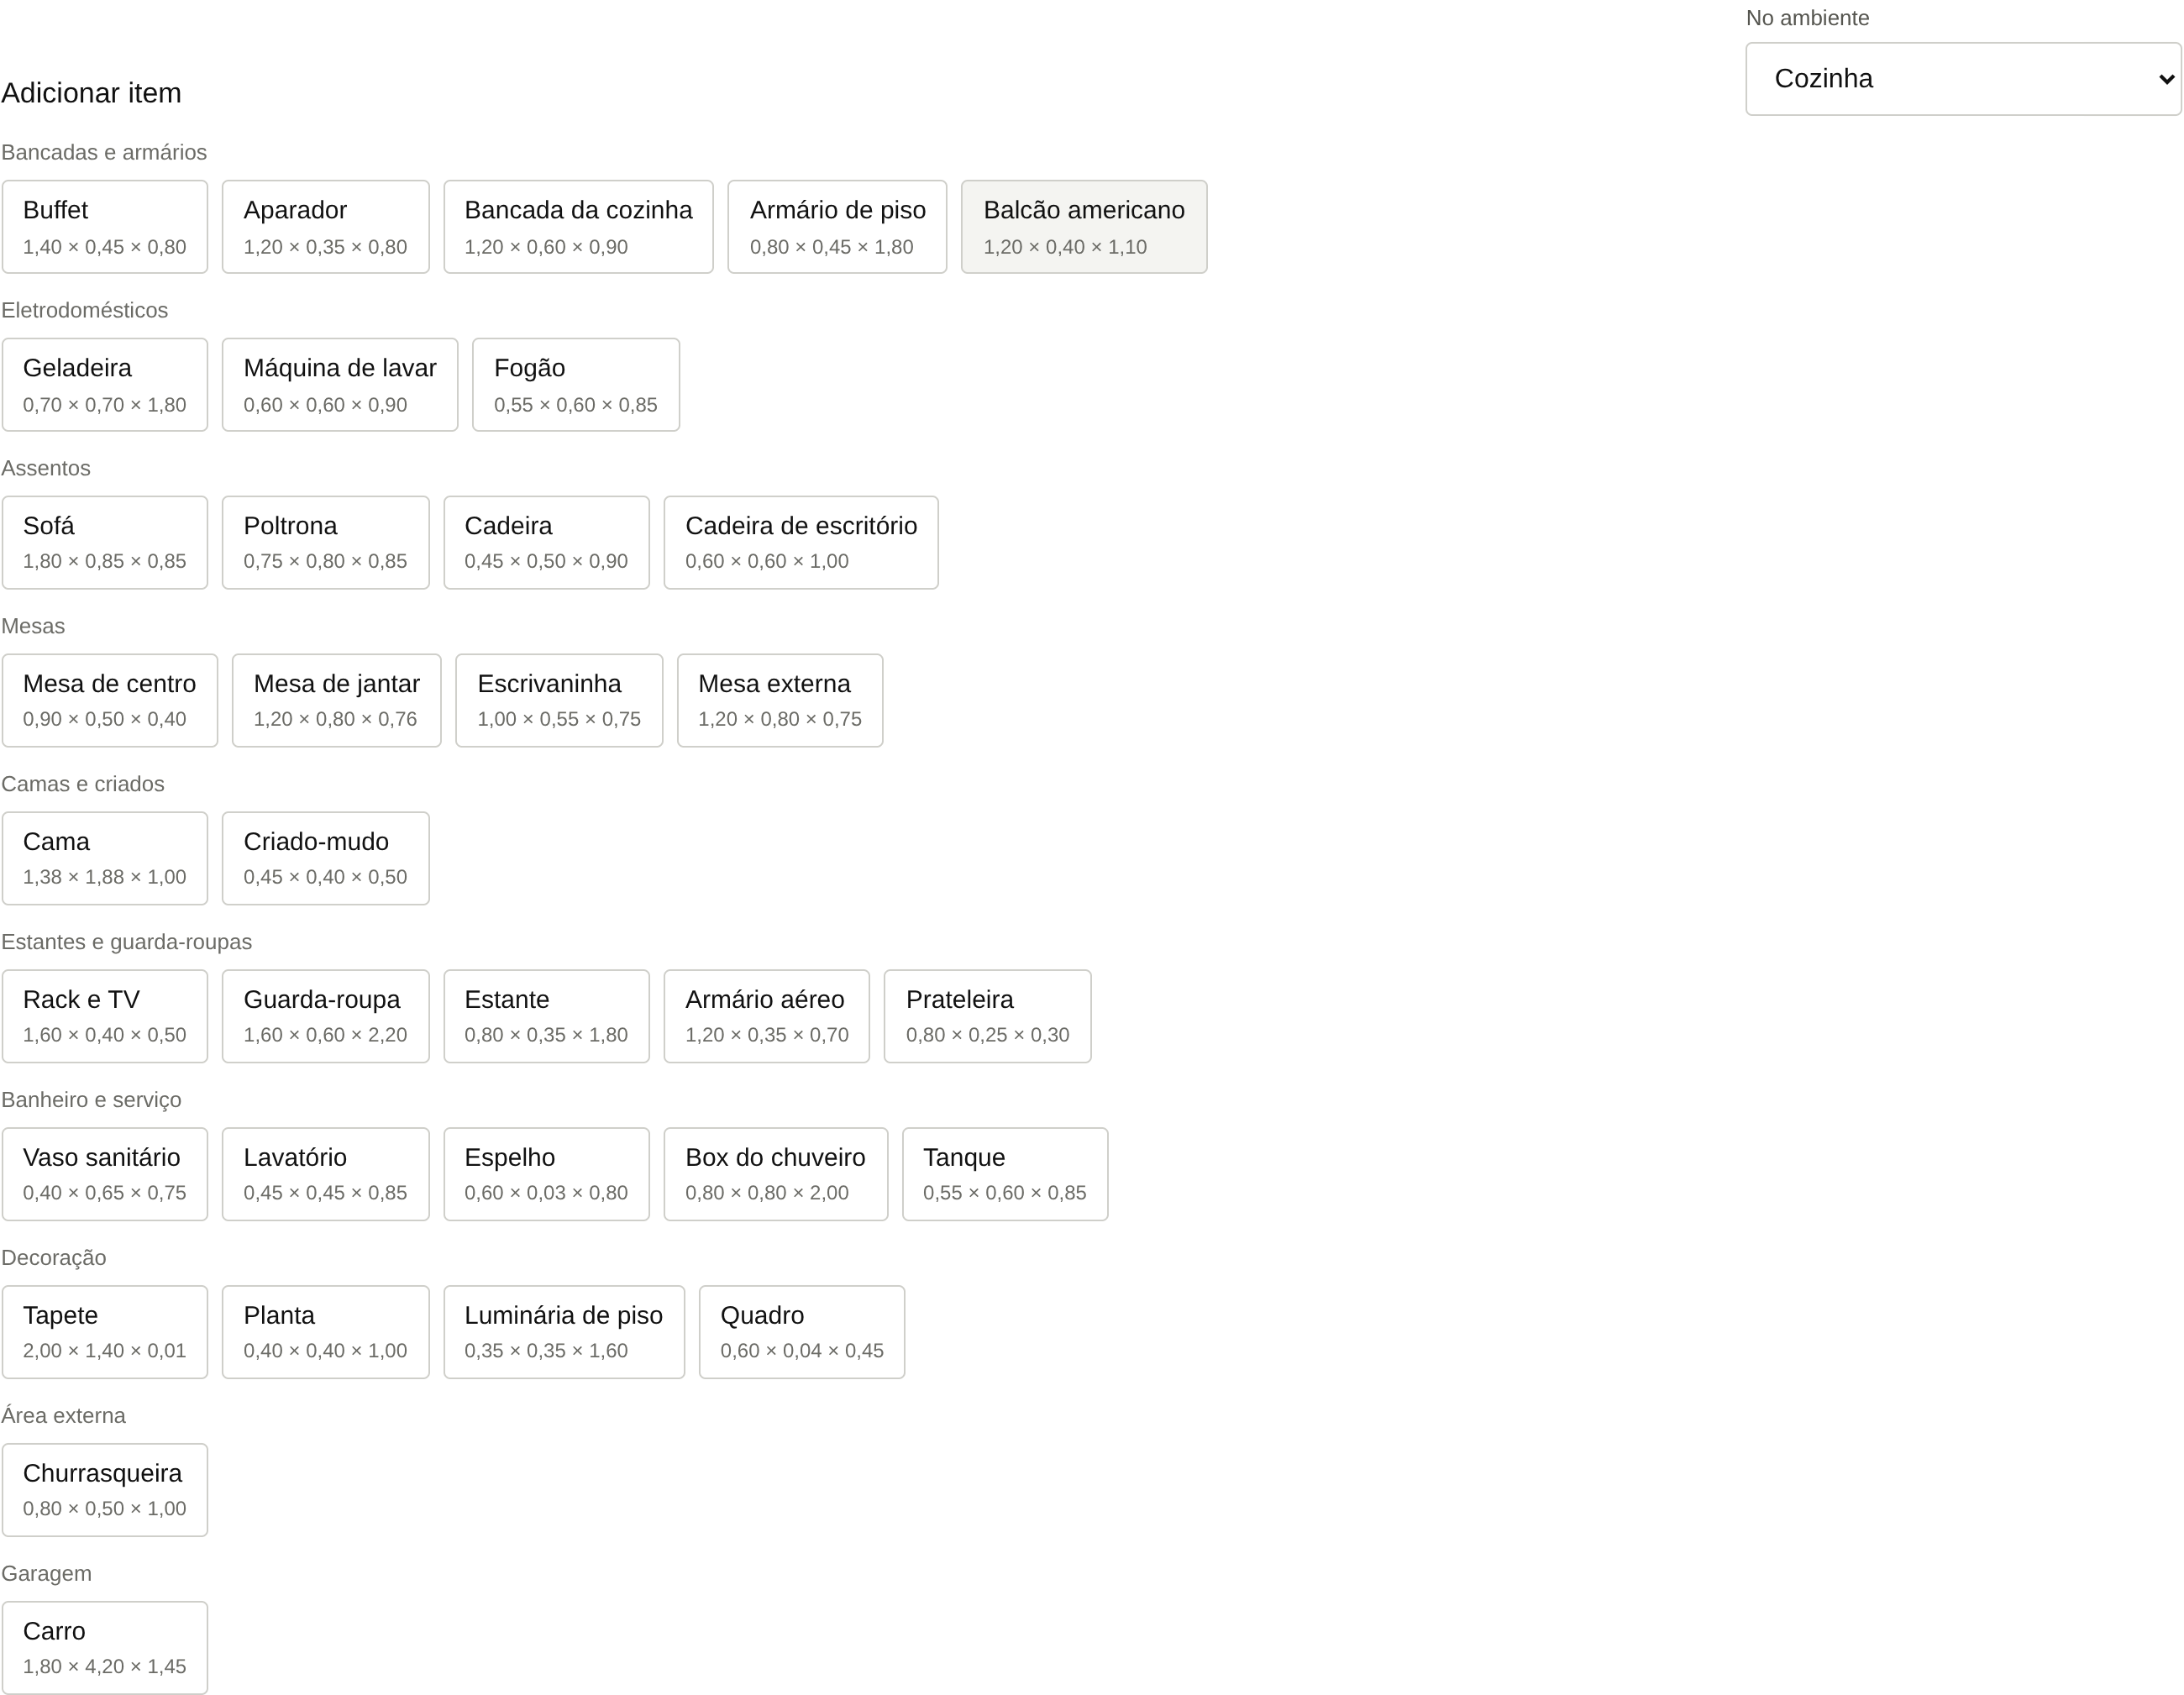 No ambiente
Cozinha
Adicionar item
Bancadas e armários
Buffet
1,40 × 0,45 × 0,80
Aparador
1,20 × 0,35 × 0,80
Bancada da cozinha
1,20 × 0,60 × 0,90
Armário de piso
0,80 × 0,45 × 1,80
Balcão americano
1,20 × 0,40 × 1,10
Eletrodomésticos
Geladeira
0,70 × 0,70 × 1,80
Máquina de lavar
0,60 × 0,60 × 0,90
Fogão
0,55 × 0,60 × 0,85
Assentos
Sofá
1,80 × 0,85 × 0,85
Poltrona
0,75 × 0,80 × 0,85
Cadeira
0,45 × 0,50 × 0,90
Cadeira de escritório
0,60 × 0,60 × 1,00
Mesas
Mesa de centro
0,90 × 0,50 × 0,40
Mesa de jantar
1,20 × 0,80 × 0,76
Escrivaninha
1,00 × 0,55 × 0,75
Mesa externa
1,20 × 0,80 × 0,75
Camas e criados
Cama
1,38 × 1,88 × 1,00
Criado-mudo
0,45 × 0,40 × 0,50
Estantes e guarda-roupas
Rack e TV
1,60 × 0,40 × 0,50
Guarda-roupa
1,60 × 0,60 × 2,20
Estante
0,80 × 0,35 × 1,80
Armário aéreo
1,20 × 0,35 × 0,70
Prateleira
0,80 × 0,25 × 0,30
Banheiro e serviço
Vaso sanitário
0,40 × 0,65 × 0,75
Lavatório
0,45 × 0,45 × 0,85
Espelho
0,60 × 0,03 × 0,80
Box do chuveiro
0,80 × 0,80 × 2,00
Tanque
0,55 × 0,60 × 0,85
Decoração
Tapete
2,00 × 1,40 × 0,01
Planta
0,40 × 0,40 × 1,00
Luminária de piso
0,35 × 0,35 × 1,60
Quadro
0,60 × 0,04 × 0,45
Área externa
Churrasqueira
0,80 × 0,50 × 1,00
Garagem
Carro
1,80 × 4,20 × 1,45